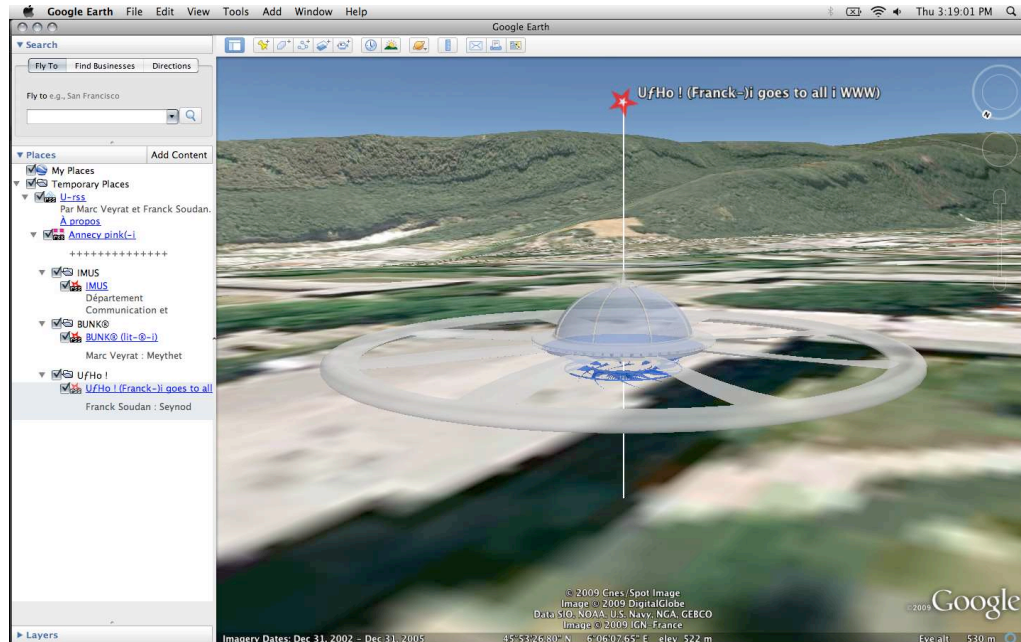 Google Earth File Edit View Tools Add Window Help Thu 3:19:01 PM
Google Earth
Search
Fly To Find Businesses Directions
Fly to e.g., San Francisco
Places Add Content
My Places
Temporary Places
U-rss
Par Marc Veyrat et Franck Soudan.
À propos
Annecy pink(-i
++++++++++++++
IMUS
IMUS
Département
Communication et
BUNK®
BUNK® (lit-®-i)
Marc Veyrat : Meythet
UƒHo !
UƒHo ! (Franck-)i goes to all
Franck Soudan : Seynod
Layers
UƒHo ! (Franck-)i goes to all i WWW)
N
© 2009 Cnes/Spot Image
Image © 2009 DigitalGlobe
Data SIO, NOAA, U.S. Navy, NGA, GEBCO
Image © 2009 IGN-France
©2009 Google
Imagery Dates: Dec 31, 2002 - Dec 31, 2005 45°53'26.80" N 6°06'07.65" E elev 522 m Eye alt 530 m